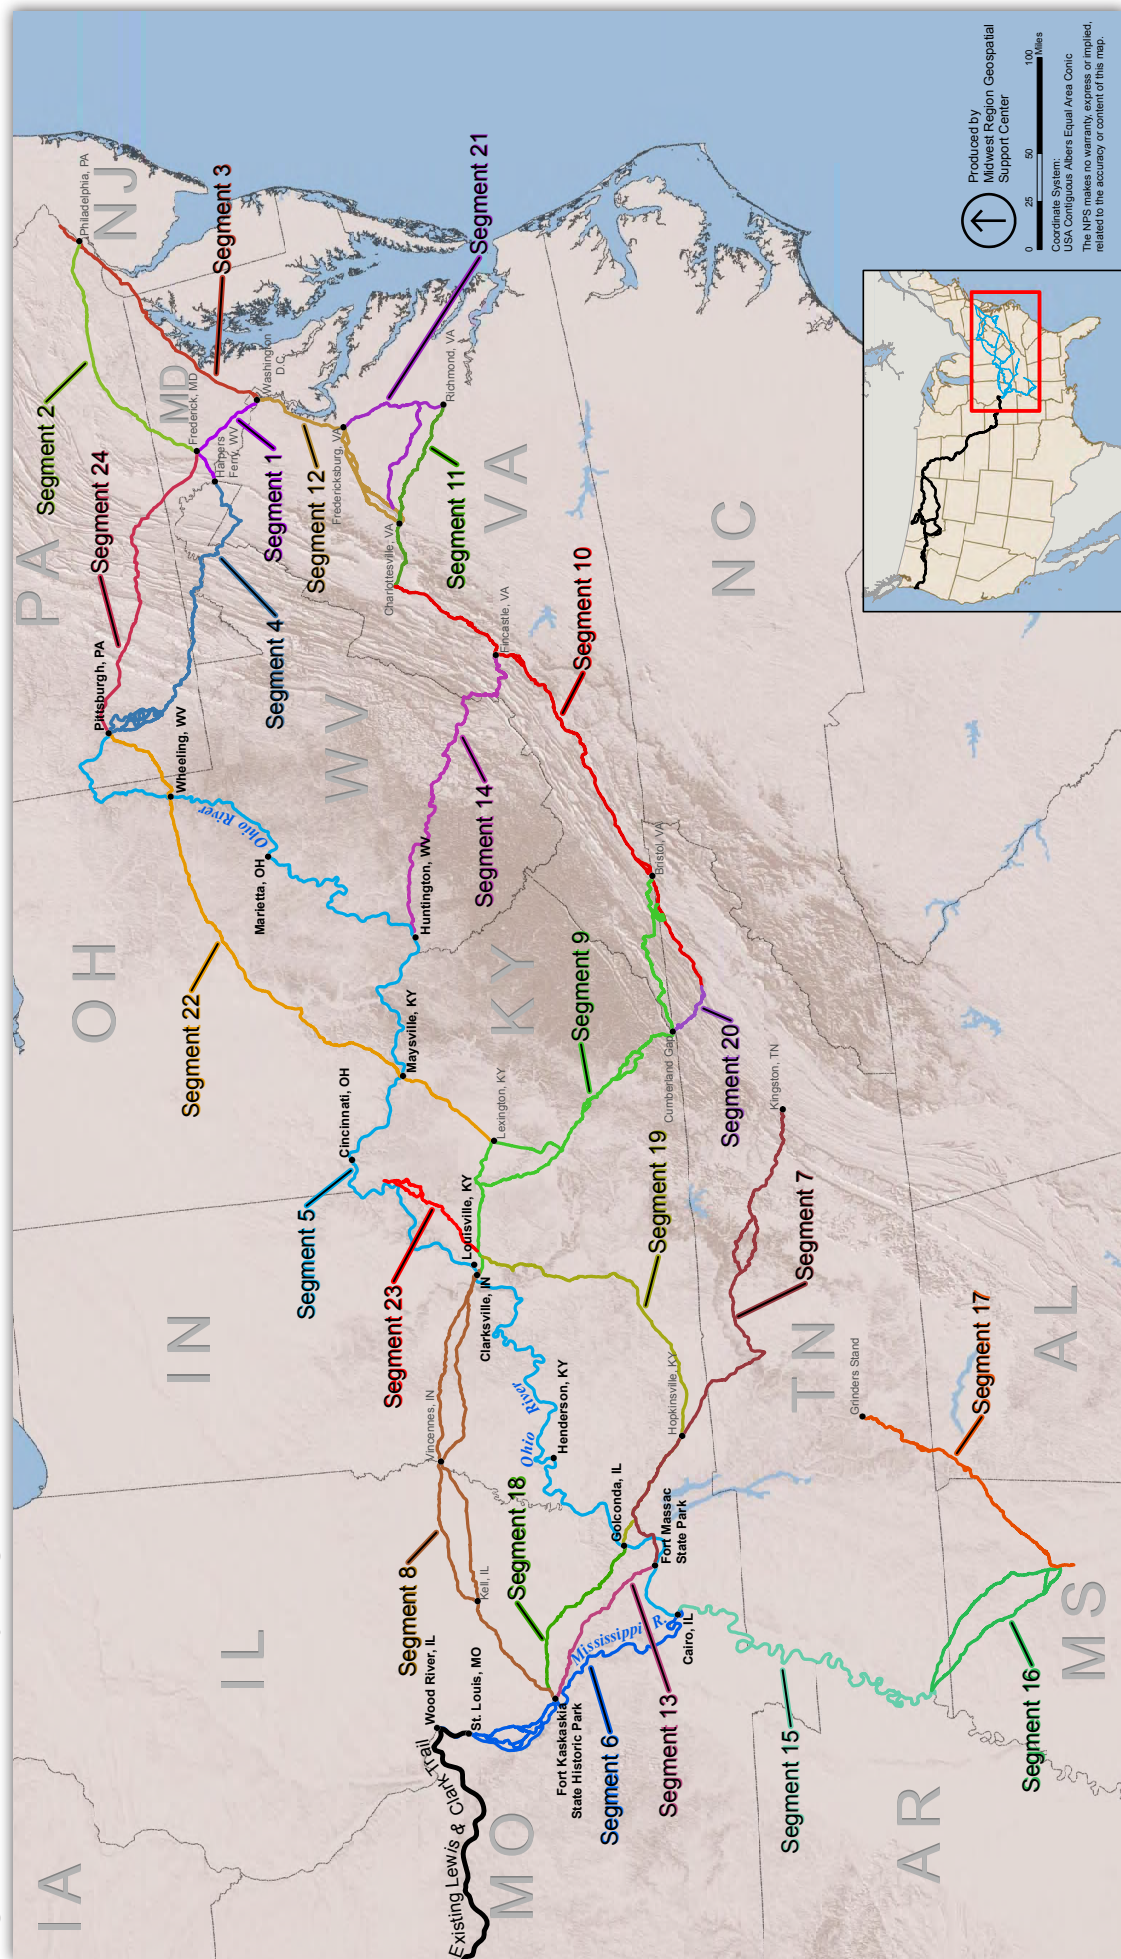 IA
MO
IL
AR
MS
IN
OH
KY
TN
AL
PA
WV
VA
NC
MD
NJ
Existing Lewis & Clark Trail
Wood River, IL
St. Louis, MO
Fort Kaskaskia
State Historic Park
Kell, IL
Vincennes, IN
Golconda, IL
Fort Massac
State Park
Cairo, IL
Mississippi R.
Ohio River
Henderson, KY
Hopkinsville, KY
Clarksville, IN
Louisville, KY
Cincinnati, OH
Lexington, KY
Maysville, KY
Huntington, WV
Marietta, OH
Ohio River
Wheeling, WV
Pittsburgh, PA
Cumberland Gap
Kingston, TN
Grinders Stand
Bristol, VA
Fincastle, VA
Charlottesville, VA
Fredericksburg, VA
Richmond, VA
Washington
D.C.
Harpers
Ferry, WV
Frederick, MD
Philadelphia, PA
Segment 1
Segment 2
Segment 3
Segment 4
Segment 5
Segment 6
Segment 7
Segment 8
Segment 9
Segment 10
Segment 11
Segment 12
Segment 13
Segment 14
Segment 15
Segment 16
Segment 17
Segment 18
Segment 19
Segment 20
Segment 21
Segment 22
Segment 23
Segment 24
Produced by
Midwest Region Geospatial
Support Center
0 25 50 100
Miles
Coordinate System:
USA Contiguous Albers Equal Area Conic
The NPS makes no warranty, express or implied,
related to the accuracy or content of this map.